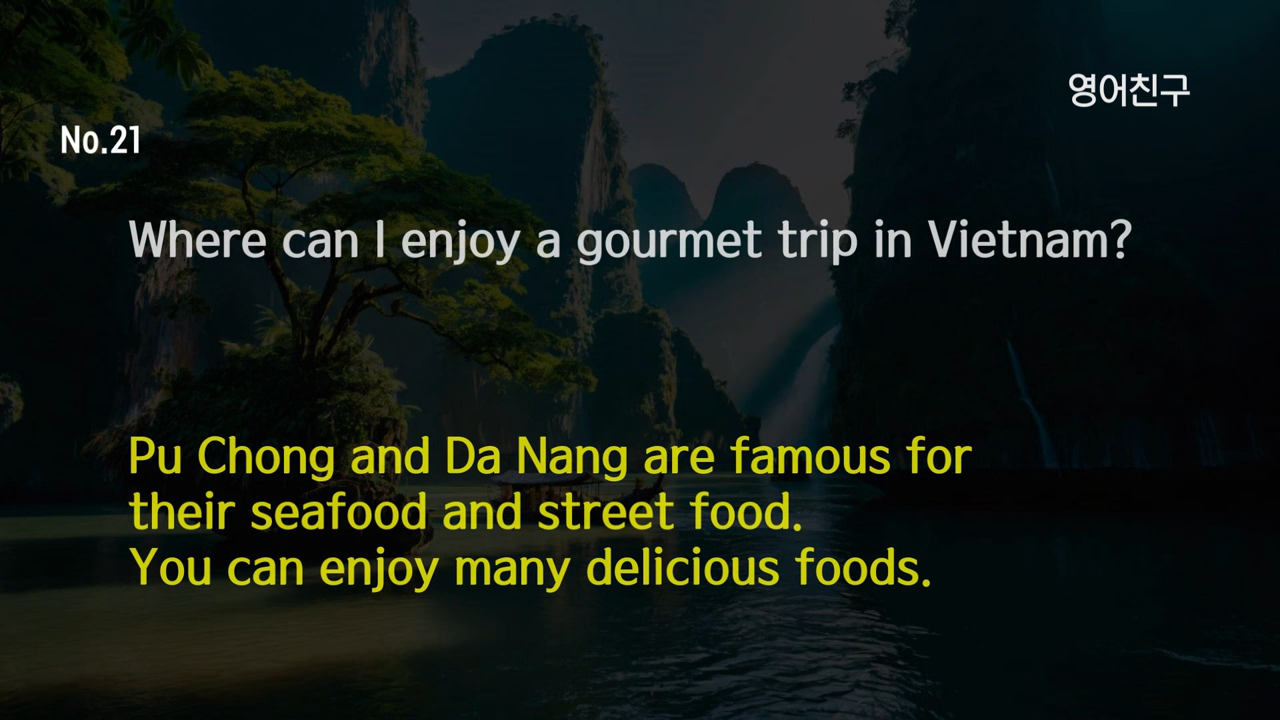 영어친구
No.21
Where can I enjoy a gourmet trip in Vietnam?
Pu Chong and Da Nang are famous for
their seafood and street food.
You can enjoy many delicious foods.